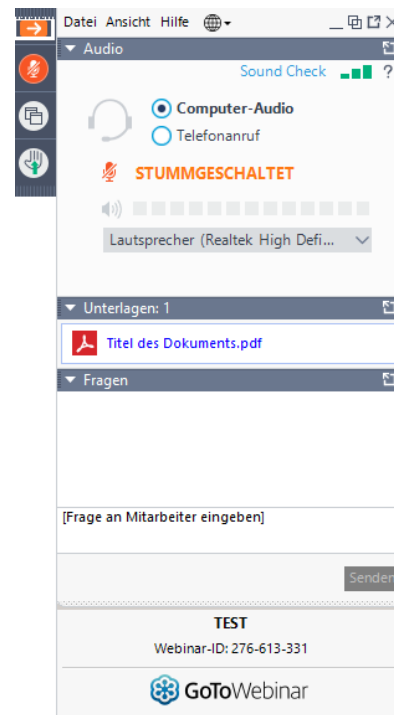 Datei Ansicht Hilfe
Audio
Sound Check ?
Computer-Audio
Telefonanruf
STUMMGESCHALTET
Lautsprecher (Realtek High Defi...
Unterlagen: 1
Titel des Dokuments.pdf
Fragen
[Frage an Mitarbeiter eingeben]
Senden
TEST
Webinar-ID: 276-613-331
GoToWebinar